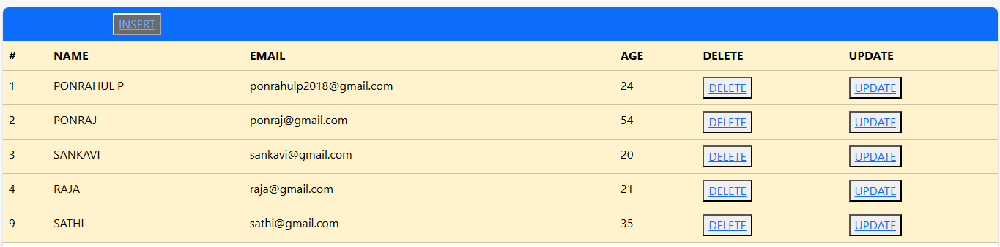 INSERT
# NAME EMAIL AGE DELETE UPDATE
1 PONRAHUL P ponrahulp2018@gmail.com 24 DELETE UPDATE
2 PONRAJ ponraj@gmail.com 54 DELETE UPDATE
3 SANKAVI sankavi@gmail.com 20 DELETE UPDATE
4 RAJA raja@gmail.com 21 DELETE UPDATE
9 SATHI sathi@gmail.com 35 DELETE UPDATE